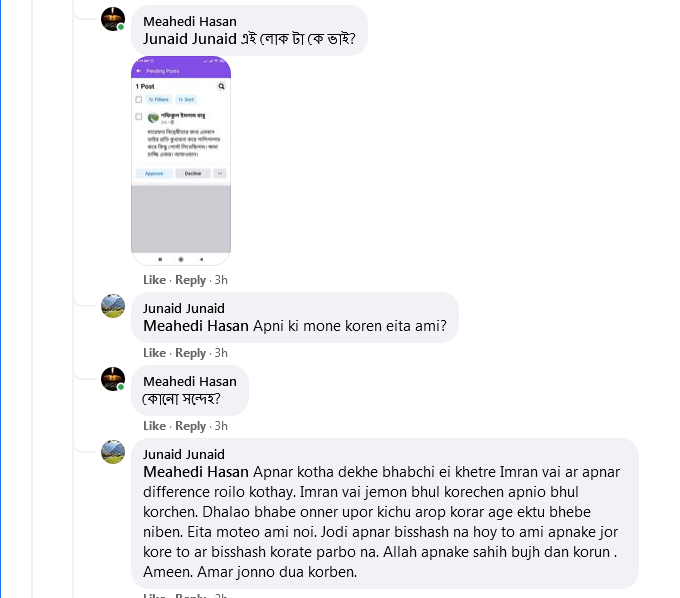 Meahedi Hasan
Junaid Junaid এই লোক টা কে ভাই?
Pending Posts
1 Post
Filters
Sort
শফিকুল ইসলাম বাবু
Approve
Decline
Like · Reply · 3h
Junaid Junaid
Meahedi Hasan Apni ki mone koren eita ami?
Like · Reply · 3h
Meahedi Hasan
কোনো সন্দেহ?
Like · Reply · 3h
Junaid Junaid
Meahedi Hasan Apnar kotha dekhe bhabchi ei khetre Imran vai ar apnar
difference roilo kothay. Imran vai jemon bhul korechen apnio bhul
korchen. Dhalao bhabe onner upor kichu arop korar age ektu bhebe
niben. Eita moteo ami noi. Jodi apnar bisshash na hoy to ami apnake jor
kore to ar bisshash korate parbo na. Allah apnake sahih bujh dan korun .
Ameen. Amar jonno dua korben.